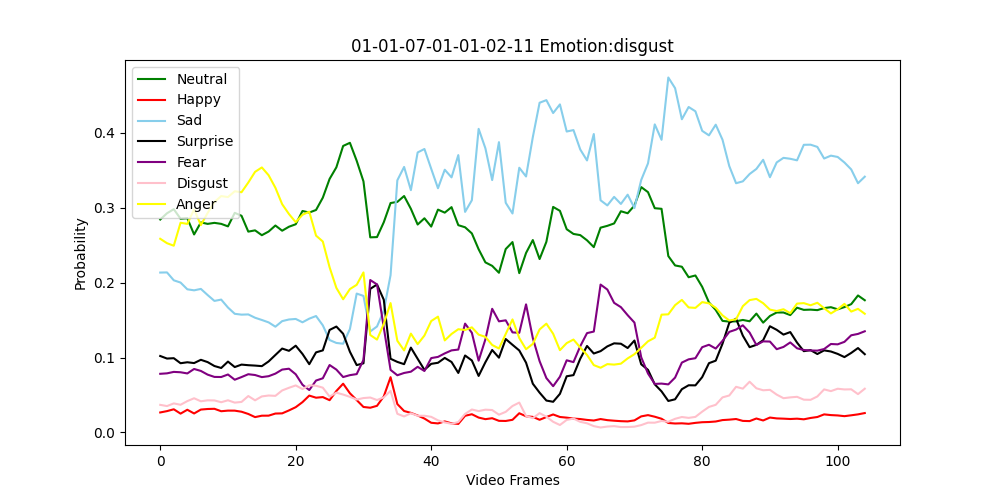 01-01-07-01-01-02-11 Emotion:disgust
Neutral
Happy
Sad
Surprise
Fear
Disgust
Anger
Probability
0.4
0.3
0.2
0.1
0.0
0 20 40 60 80 100
Video Frames